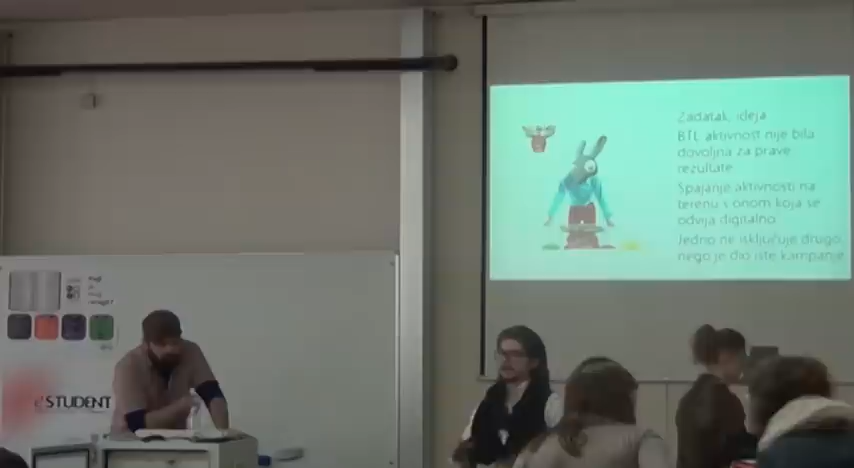 Zadatak, ideja
BTL aktivnost nije bila
dovoljna za prave
rezultate
Spajanje aktivnosti na
terenu s onom koja se
odvija digitalno
Jedno ne isključuje drugo,
nego je dio iste kampanje
eSTUDENT